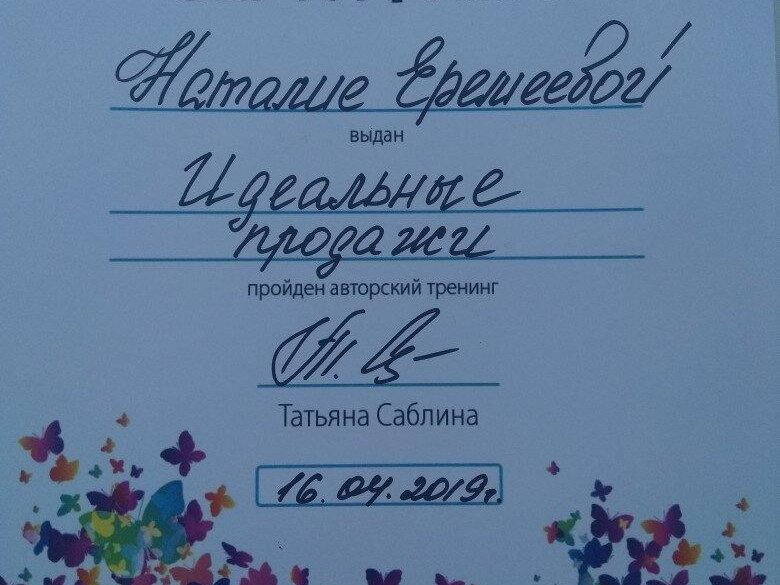 Наталие Еремеевой
выдан
Идеальные
продажи
пройден авторский тренинг
Татьяна Саблина
16.04.2019г.